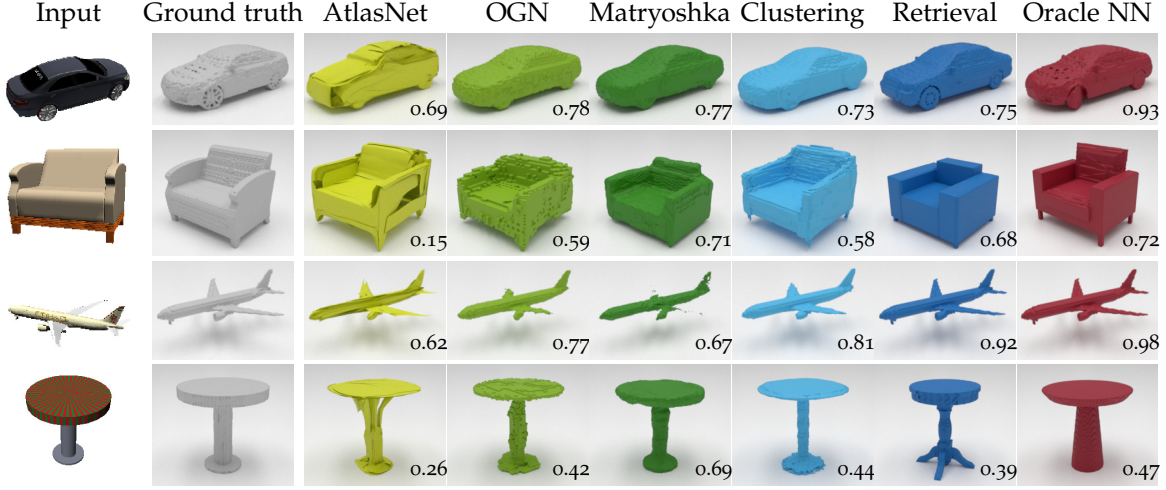 Input Ground truth AtlasNet OGN Matryoshka Clustering Retrieval Oracle NN
0.69 0.78 0.77 0.73 0.75 0.93
0.15 0.59 0.71 0.58 0.68 0.72
0.62 0.77 0.67 0.81 0.92 0.98
0.26 0.42 0.69 0.44 0.39 0.47